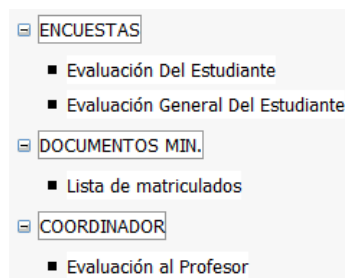 ENCUESTAS
Evaluación Del Estudiante
Evaluación General Del Estudiante
DOCUMENTOS MIN.
Lista de matriculados
COORDINADOR
Evaluación al Profesor